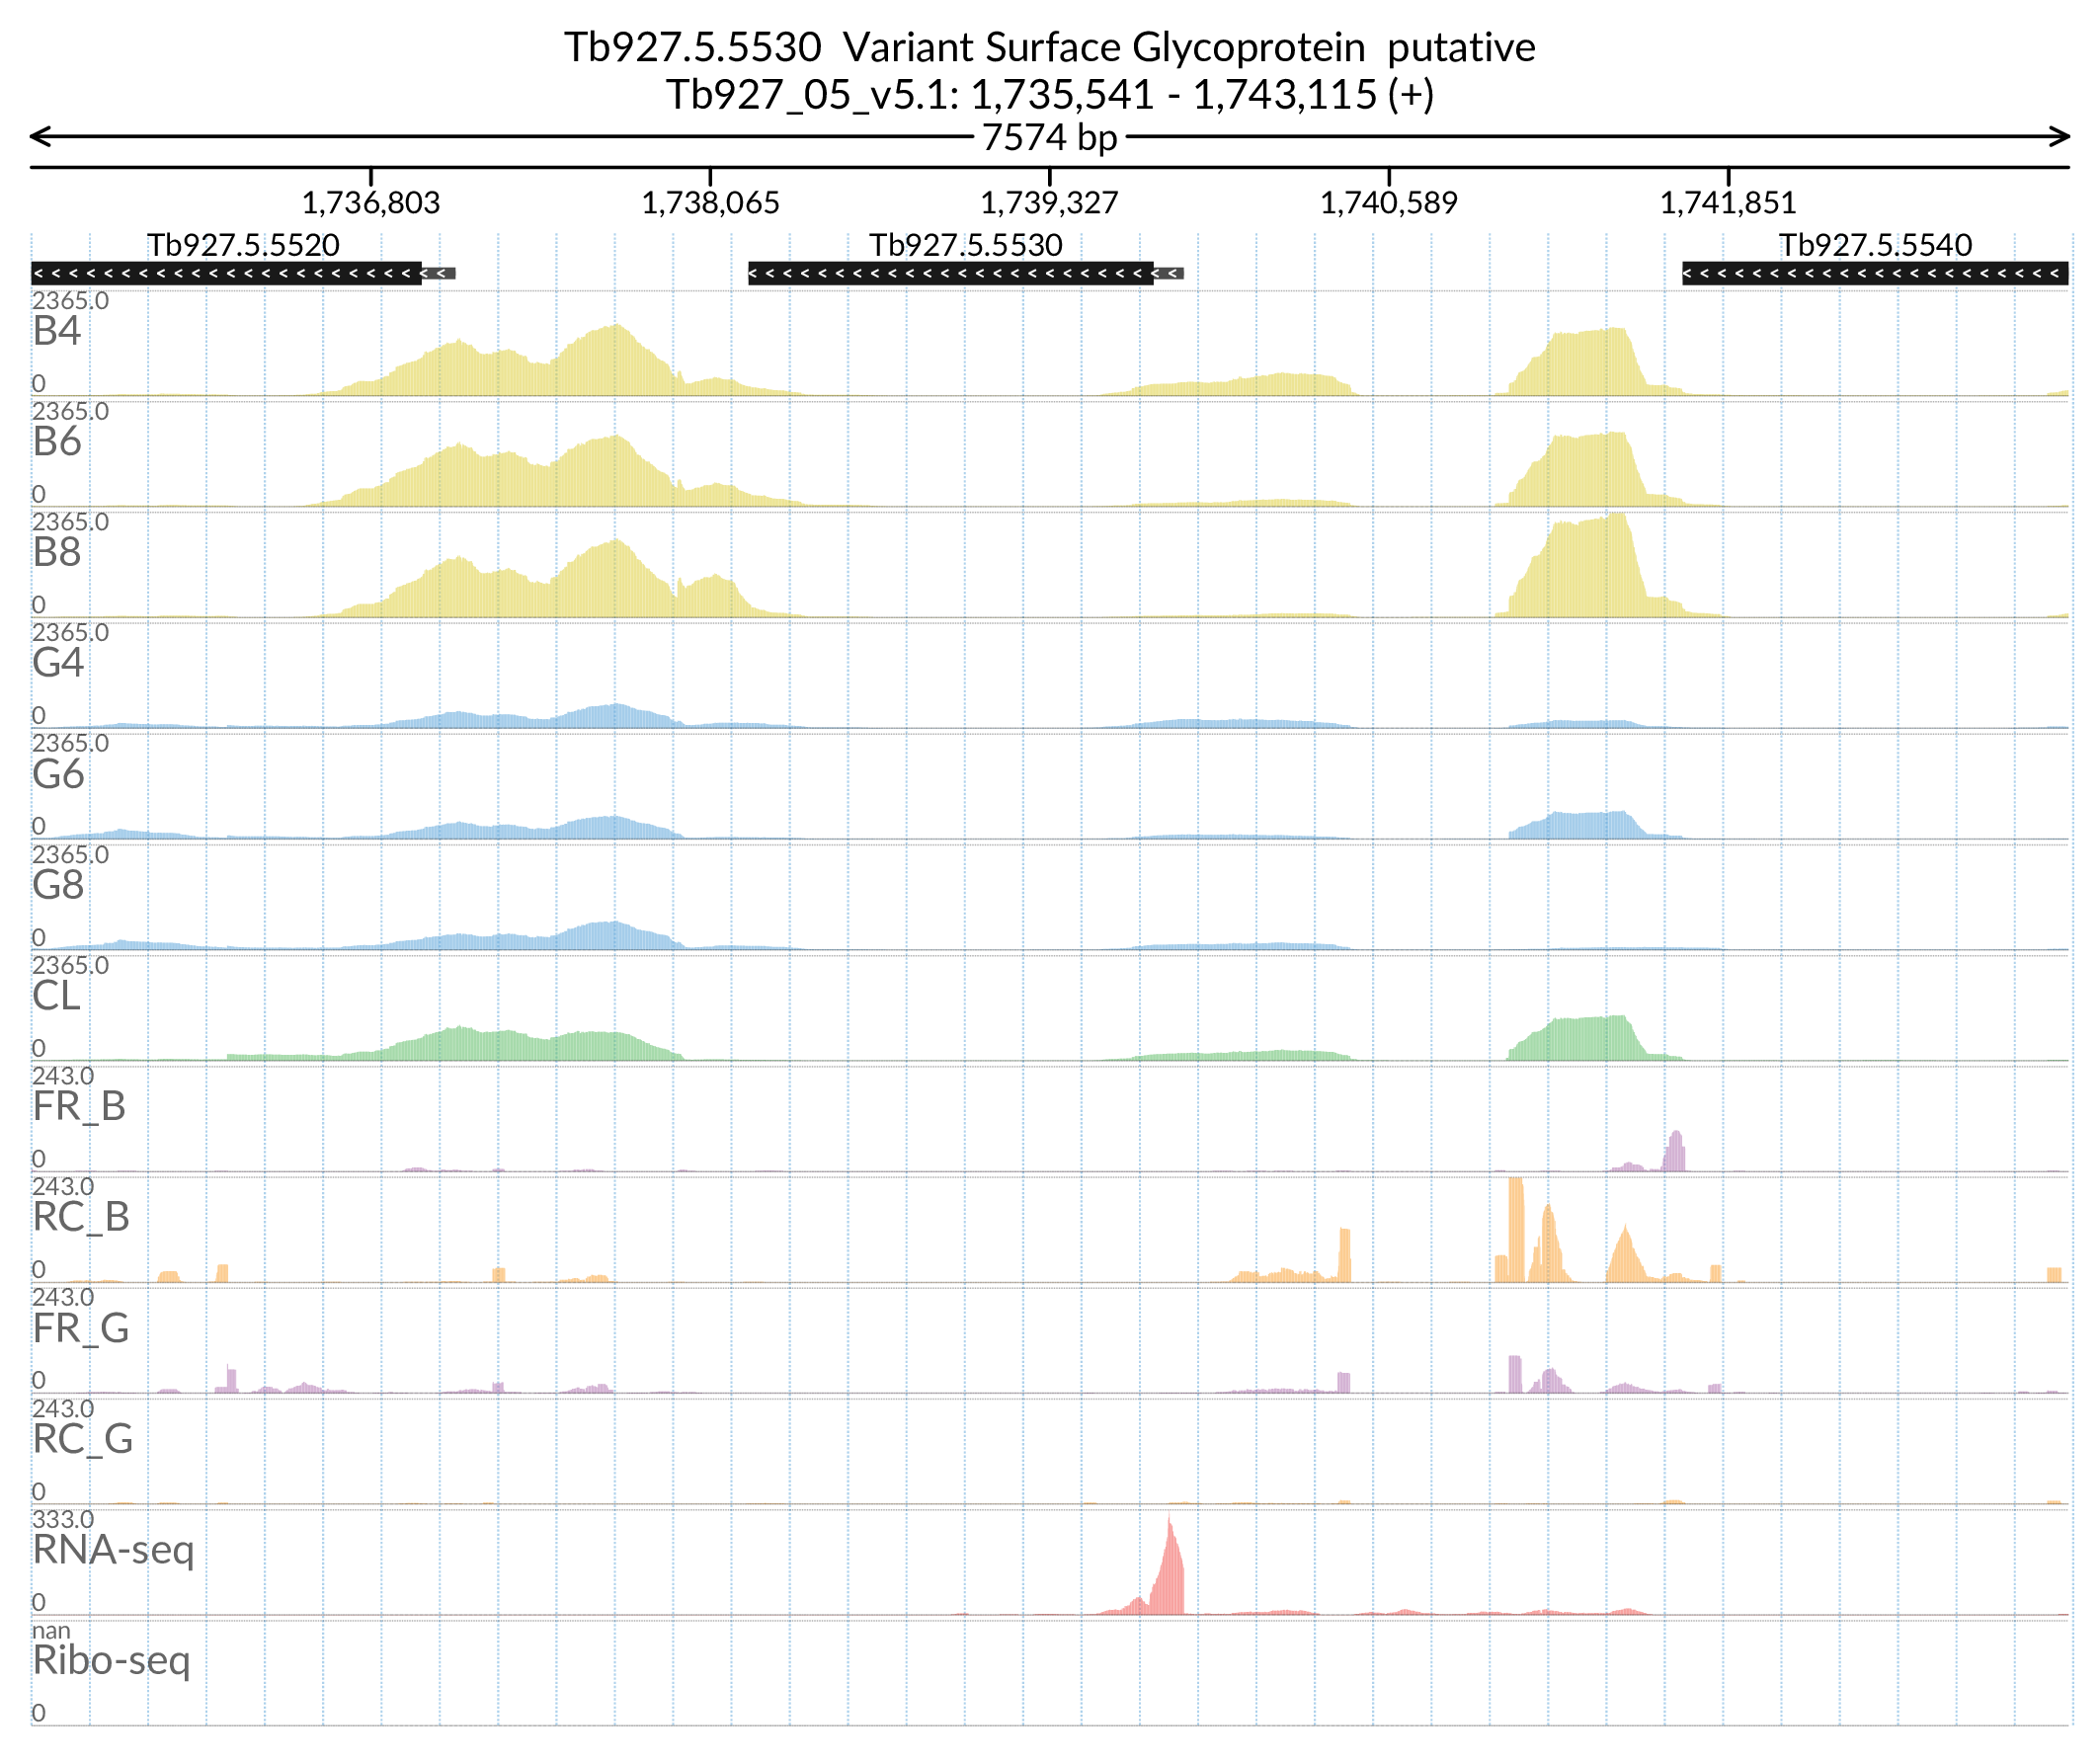 Tb927.5.5530  Variant Surface Glycoprotein  putative
Tb927_05_v5.1: 1,735,541 - 1,743,115 (+)
7574 bp
1,736,803 1,738,065 1,739,327 1,740,589 1,741,851
Tb927.5.5520 Tb927.5.5530 Tb927.5.5540
2365.0
B4
0
2365.0
B6
0
2365.0
B8
0
2365.0
G4
0
2365.0
G6
0
2365.0
G8
0
2365.0
CL
0
243.0
FR_B
0
243.0
RC_B
0
243.0
FR_G
0
243.0
RC_G
0
333.0
RNA-seq
0
nan
Ribo-seq
0